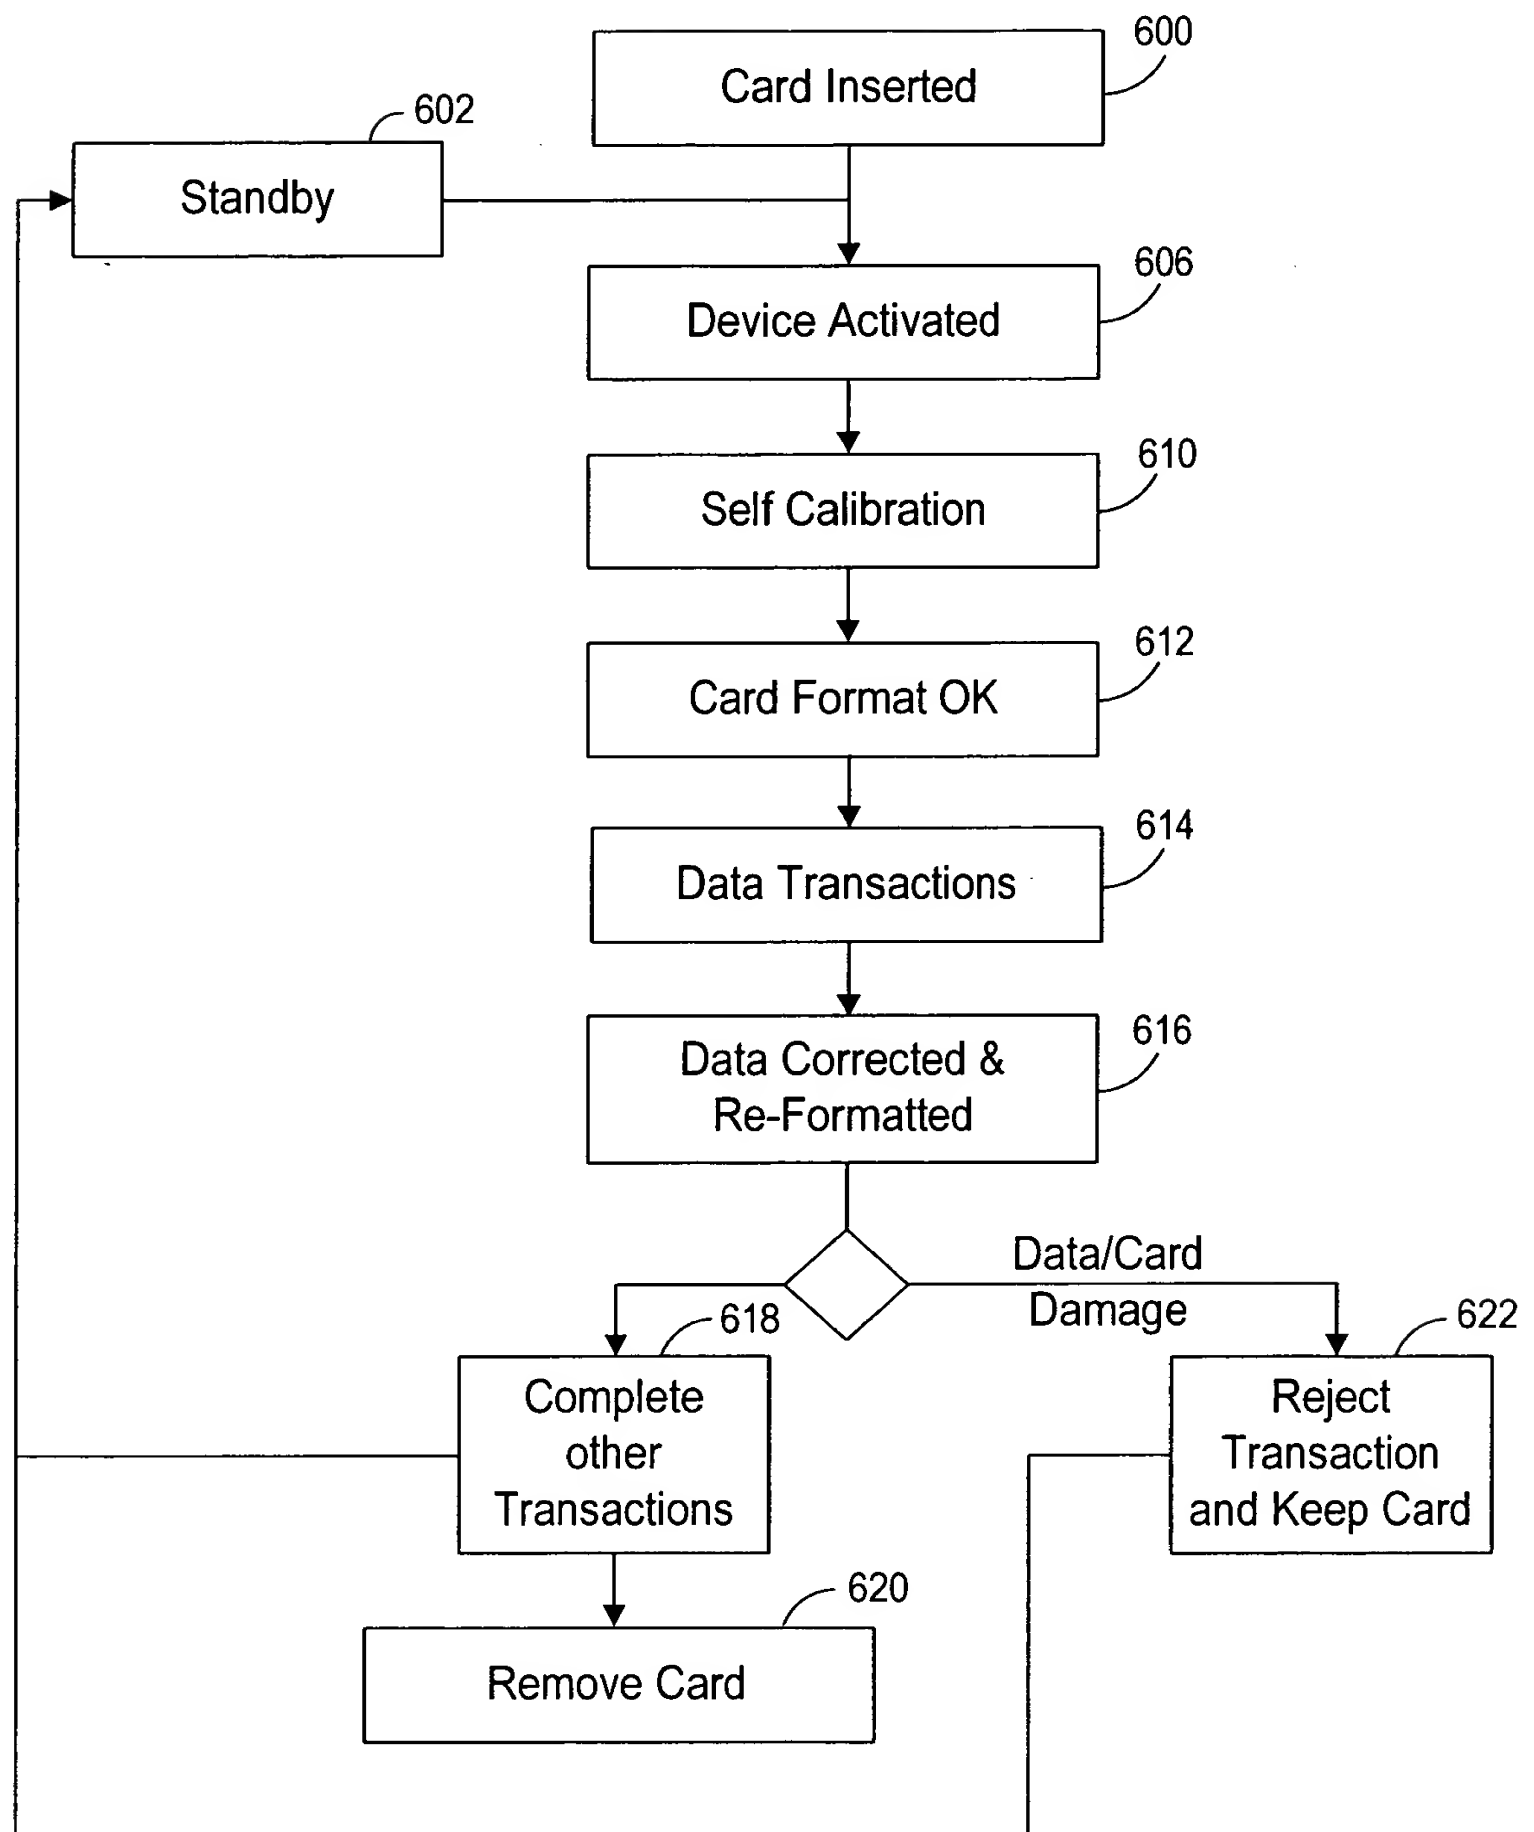 600
Card Inserted
602
Standby
606
Device Activated
610
Self Calibration
612
Card Format OK
614
Data Transactions
616
Data Corrected &
Re-Formatted
Data/Card
Damage
618
622
Complete
other
Transactions
Reject
Transaction
and Keep Card
620
Remove Card